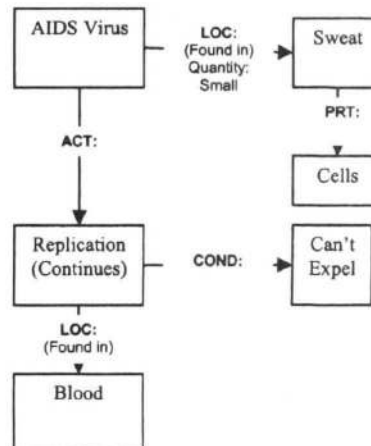 AIDS Virus
LOC:
(Found in)
Quantity:
Small
Sweat
PRT:
ACT:
Cells
Replication
(Continues)
COND:
Can't
Expel
LOC:
(Found in)
Blood